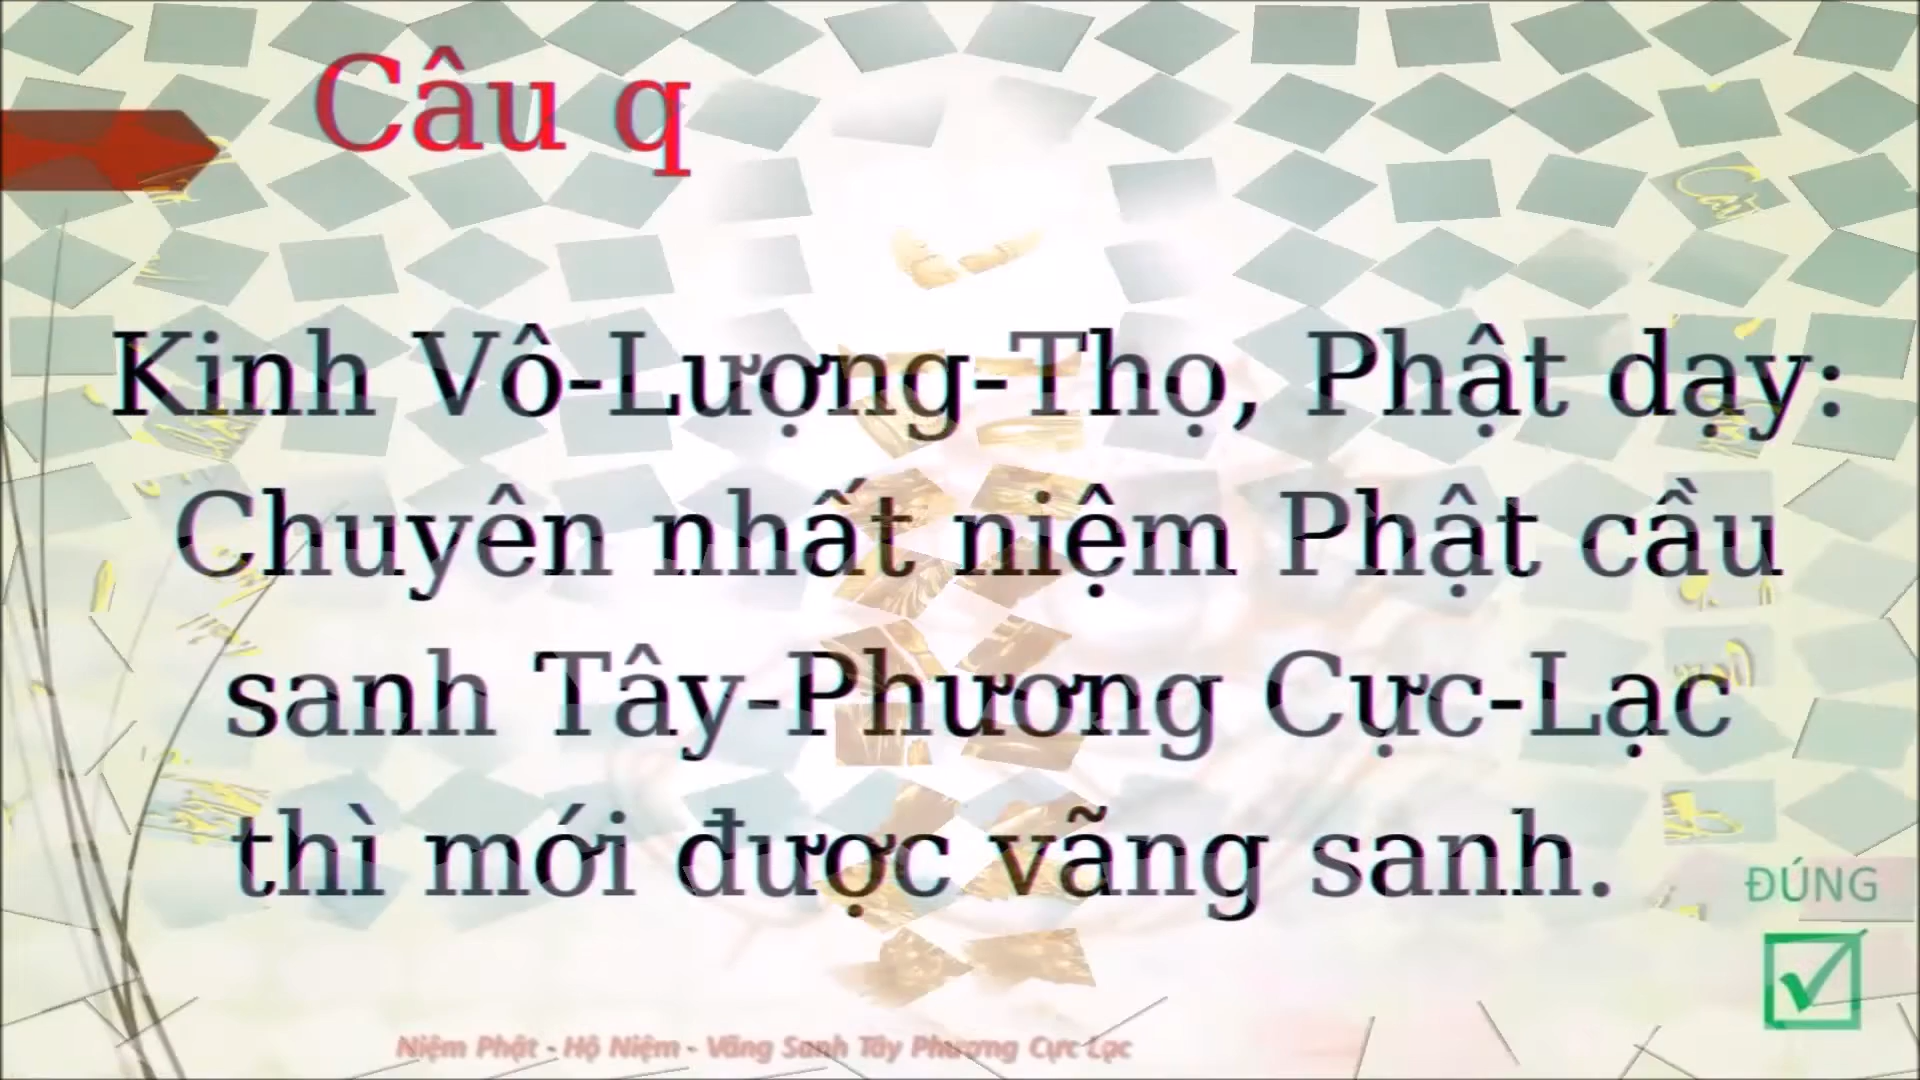 Câu q
Kinh Vô-Lượng-Thọ, Phật dạy:
Chuyên nhất niệm Phật cầu
sanh Tây-Phương Cực-Lạc
thì mới được vãng sanh.
ĐÚNG
Niệm Phật - Hộ Niệm - Vãng Sanh Tây Phương Cực Lạc